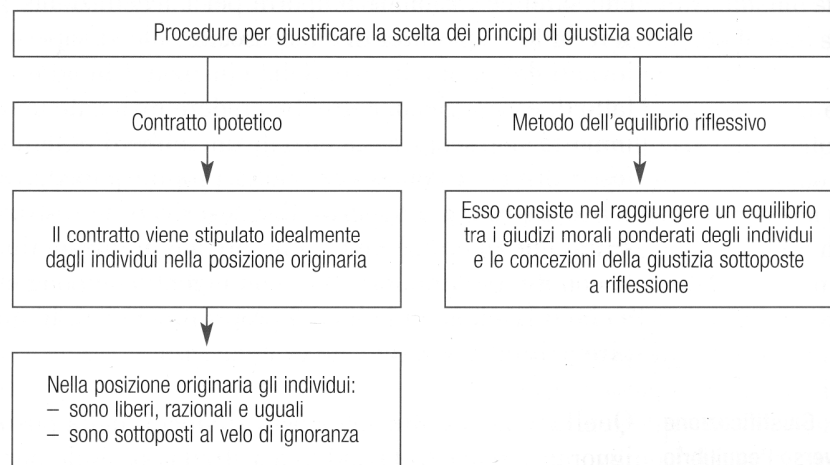 Procedure per giustificare la scelta dei principi di giustizia sociale
Contratto ipotetico
Metodo dell'equilibrio riflessivo
Il contratto viene stipulato idealmente
dagli individui nella posizione originaria
Esso consiste nel raggiungere un equilibrio
tra i giudizi morali ponderati degli individui
e le concezioni della giustizia sottoposte
a riflessione
Nella posizione originaria gli individui:
– sono liberi, razionali e uguali
– sono sottoposti al velo di ignoranza